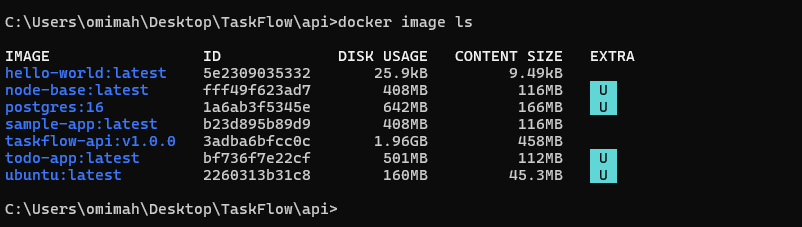 C:\Users\omimah\Desktop\TaskFlow\api>docker image ls
IMAGE ID DISK USAGE CONTENT SIZE EXTRA
hello-world:latest 5e2309035332 25.9kB 9.49kB
node-base:latest fff49f623ad7 408MB 116MB U
postgres:16 1a6ab3f5345e 642MB 166MB U
sample-app:latest b23d895b89d9 408MB 116MB
taskflow-api:v1.0.0 3adba6bfcc0c 1.96GB 458MB
todo-app:latest bf736f7e22cf 501MB 112MB U
ubuntu:latest 2260313b31c8 160MB 45.3MB U
C:\Users\omimah\Desktop\TaskFlow\api>